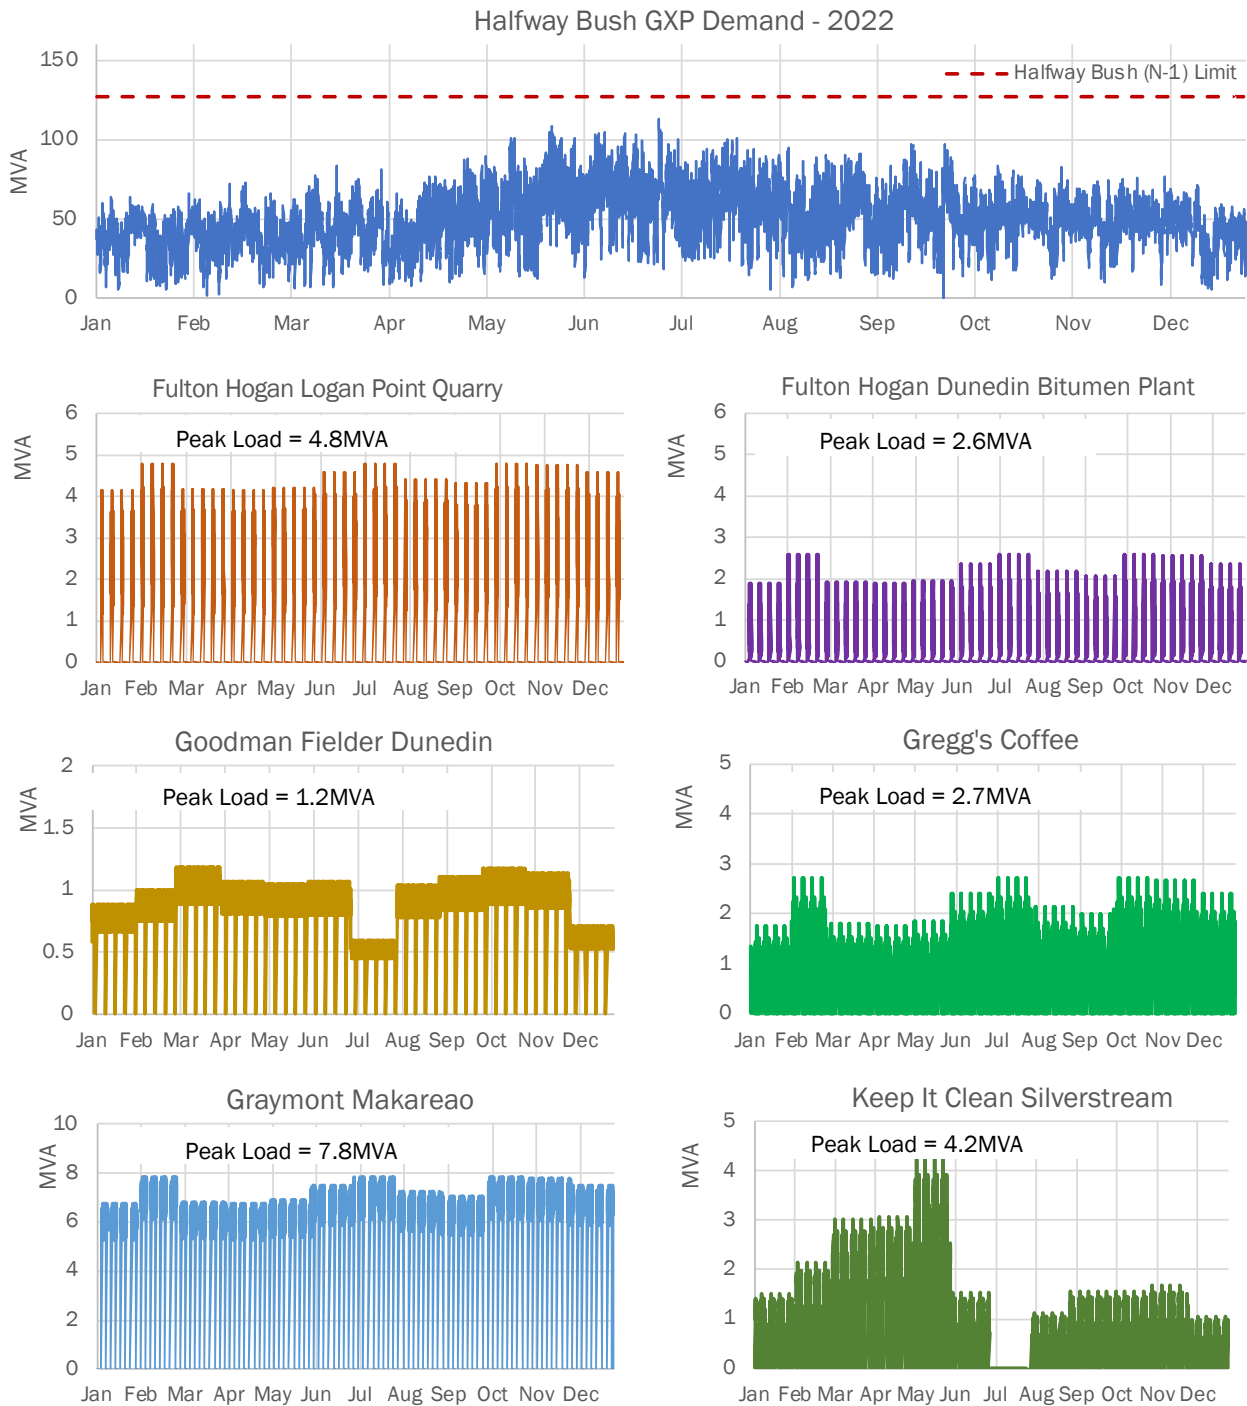 Halfway Bush GXP Demand - 2022
150
100
50
0
MVA
Halfway Bush (N-1) Limit
Jan Feb Mar Apr May Jun Jul Aug Sep Oct Nov Dec
Fulton Hogan Logan Point Quarry
Peak Load = 4.8MVA
MVA
6
5
4
3
2
1
0
Jan Feb Mar Apr May Jun Jul Aug Sep Oct Nov Dec
Fulton Hogan Dunedin Bitumen Plant
Peak Load = 2.6MVA
MVA
6
5
4
3
2
1
0
Jan Feb Mar Apr May Jun Jul Aug Sep Oct Nov Dec
Goodman Fielder Dunedin
Peak Load = 1.2MVA
MVA
2
1.5
1
0.5
0
Jan Feb Mar Apr May Jun Jul Aug Sep Oct Nov Dec
Gregg's Coffee
Peak Load = 2.7MVA
MVA
5
4
3
2
1
0
Jan Feb Mar Apr May Jun Jul Aug Sep Oct Nov Dec
Graymont Makareao
Peak Load = 7.8MVA
MVA
10
8
6
4
2
0
Jan Feb Mar Apr May Jun Jul Aug Sep Oct Nov Dec
Keep It Clean Silverstream
Peak Load = 4.2MVA
MVA
5
4
3
2
1
0
Jan Feb Mar Apr May Jun Jul Aug Sep Oct Nov Dec